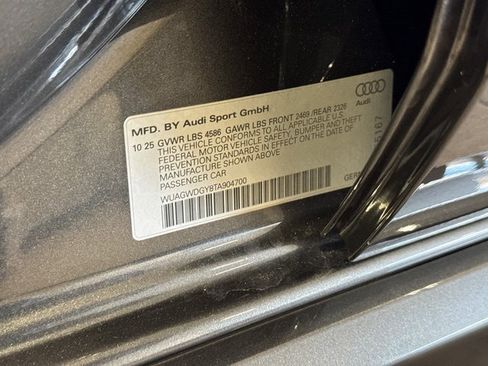 MFD. BY Audi Sport GmbH
Audi
10 25 GVWR LBS 4586 GAWR LBS FRONT 2469 /REAR 2326
THIS VEHICLE CONFORMS TO ALL APPLICABLE U.S.
FEDERAL MOTOR VEHICLE SAFETY, BUMPER AND THEFT
PREVENTION STANDARDS IN EFFECT ON THE DATE OF
MANUFACTURE SHOWN ABOVE
PASSENGER CAR
WUAGWDGY8TA904700